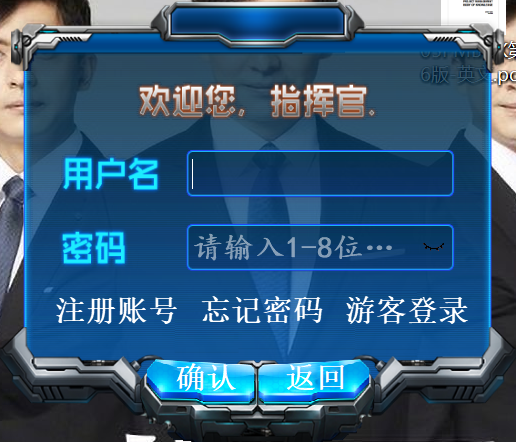 欢迎您，指挥官.
用户名
密码 请输入1-8位…
注册账号 忘记密码 游客登录
确认 返回